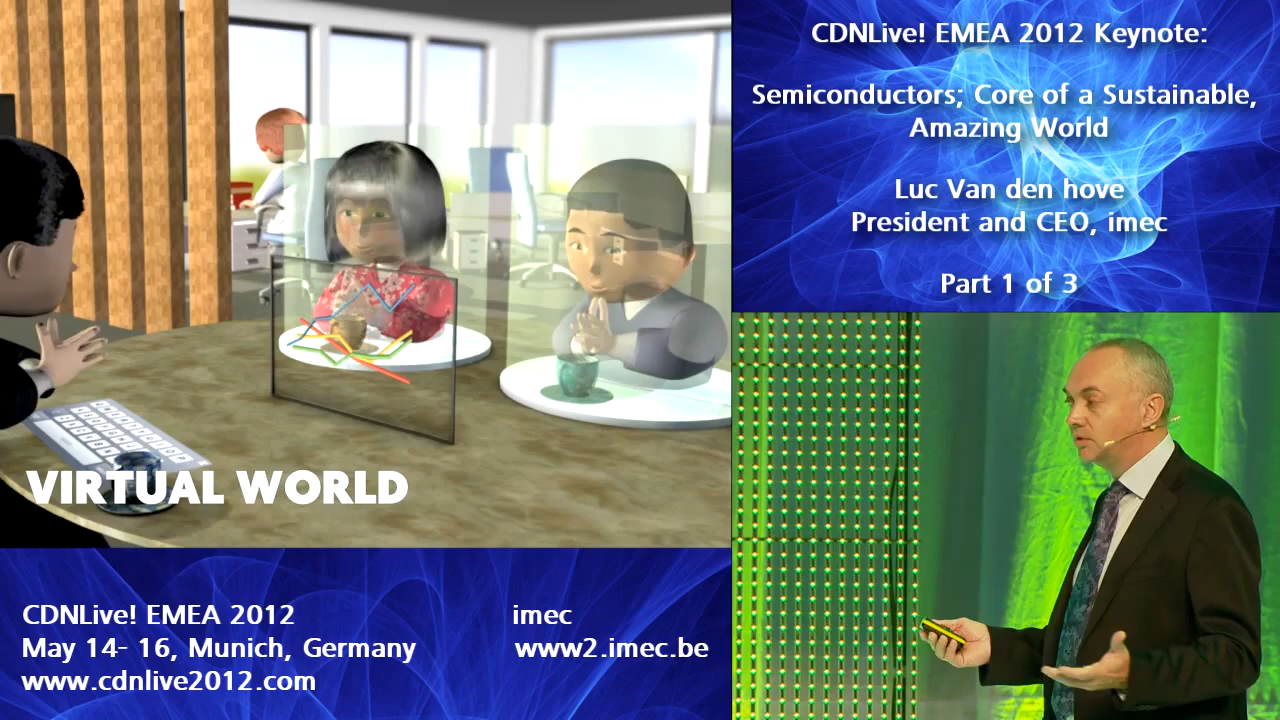 CDNLive! EMEA 2012 Keynote:
Semiconductors; Core of a Sustainable,
Amazing World
Luc Van den hove
President and CEO, imec
Part 1 of 3
VIRTUAL WORLD
CDNLive! EMEA 2012
May 14- 16, Munich, Germany
www.cdnlive2012.com
imec
www2.imec.be